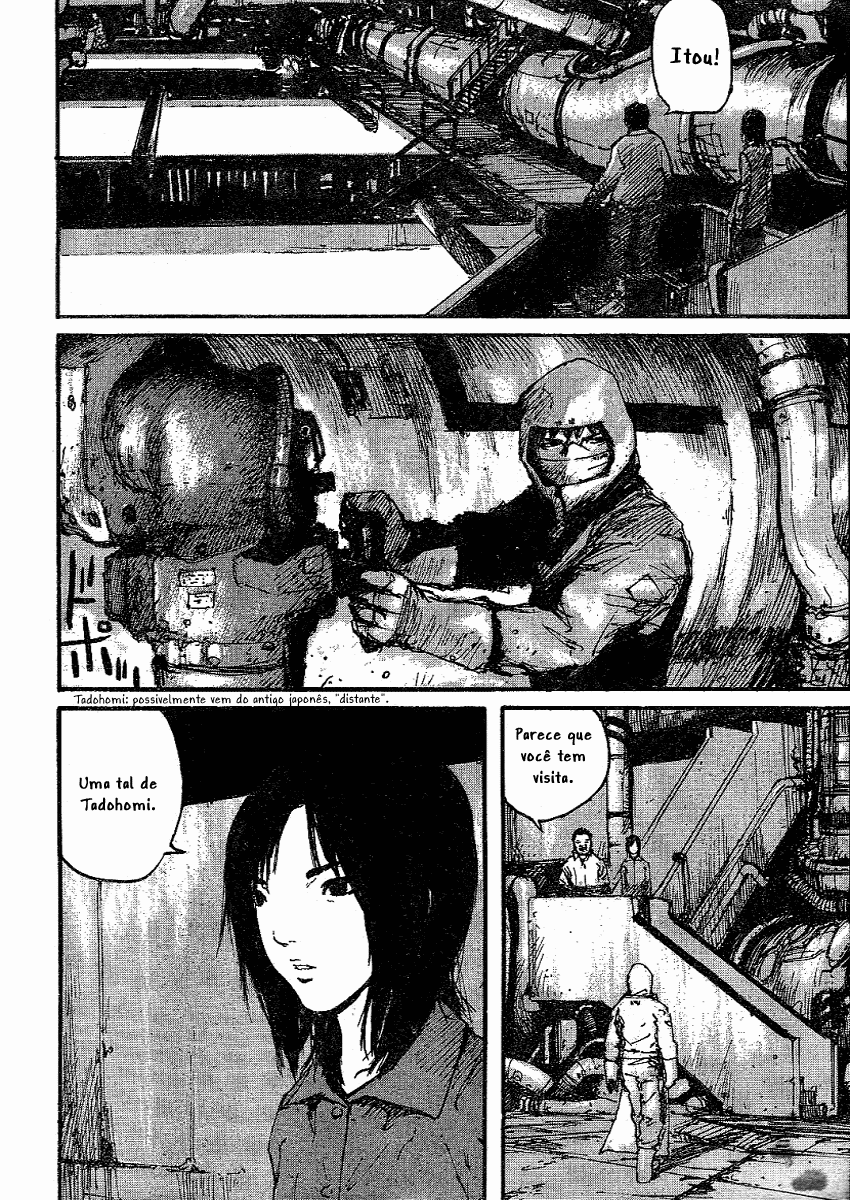 Itou!
Tadohomi: possivelmente vem do antigo japonês, "distante".
Parece que
você tem
visita.
Uma tal de
Tadohomi.